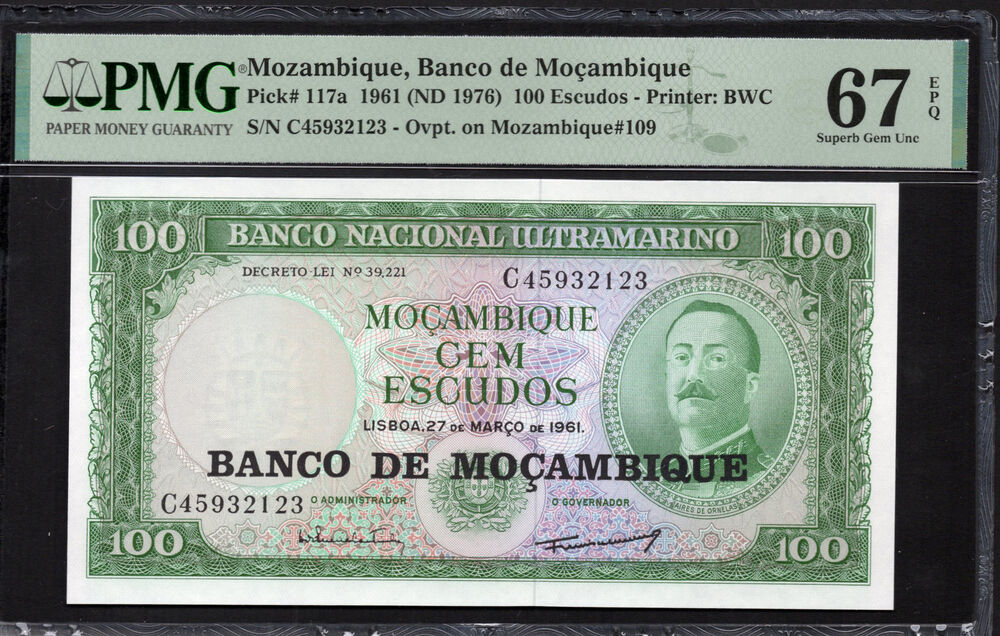 PMG®
PAPER MONEY GUARANTY
Mozambique, Banco de Moçambique
Pick# 117a 1961 (ND 1976) 100 Escudos - Printer: BWC
S/N C45932123 - Ovpt. on Mozambique#109
67
EPQ
Superb Gem Unc
100 BANCO NACIONAL ULTRAMARINO 100
DECRETO-LEI Nº 39,221
C45932123
MOÇAMBIQUE
CEM
ESCUDOS
LISBOA, 27 DE MARÇO DE 1961.
BANCO DE MOÇAMBIQUE
C45932123
O ADMINISTRADOR
O GOVERNADOR
AIRES DE ORNELAS
100 100